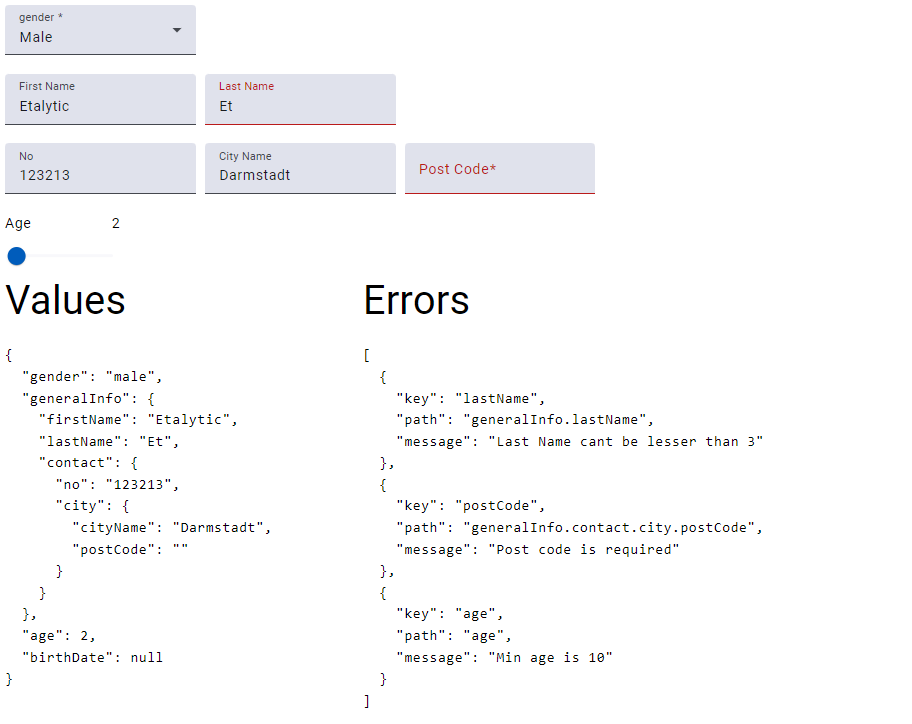 gender *
Male
First Name
Last Name
Etalytic
Et
No
City Name
123213
Darmstadt
Post Code*
Age 2
Values
{
  "gender": "male",
  "generalInfo": {
    "firstName": "Etalytic",
    "lastName": "Et",
    "contact": {
      "no": "123213",
      "city": {
        "cityName": "Darmstadt",
        "postCode": ""
      }
    }
  },
  "age": 2,
  "birthDate": null
}
Errors
[
  {
    "key": "lastName",
    "path": "generalInfo.lastName",
    "message": "Last Name cant be lesser than 3"
  },
  {
    "key": "postCode",
    "path": "generalInfo.contact.city.postCode",
    "message": "Post code is required"
  },
  {
    "key": "age",
    "path": "age",
    "message": "Min age is 10"
  }
]